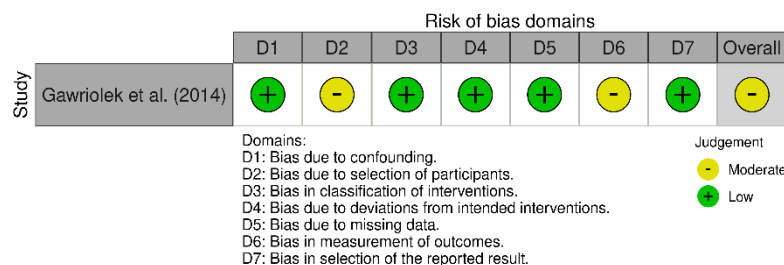 Risk of bias domains
D1 D2 D3 D4 D5 D6 D7 Overall
Study
Gawriolek et al. (2014) + - + + + - + -
Domains:
D1: Bias due to confounding.
D2: Bias due to selection of participants.
D3: Bias in classification of interventions.
D4: Bias due to deviations from intended interventions.
D5: Bias due to missing data.
D6: Bias in measurement of outcomes.
D7: Bias in selection of the reported result.
Judgement
- Moderate
+ Low